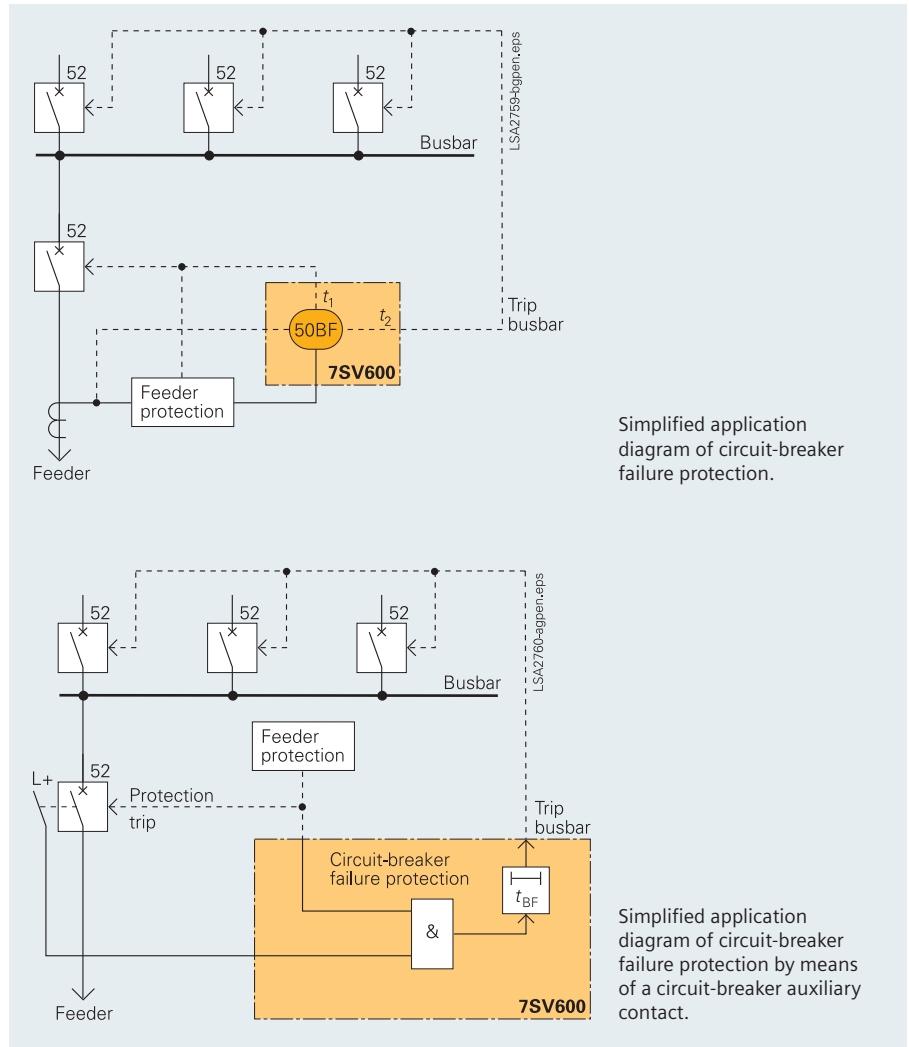 52
52
52
LSA2759-bgpen.eps
Busbar
52
t1
50BF
t2
7SV600
Trip
busbar
Feeder
protection
Feeder
Simplified application
diagram of circuit-breaker
failure protection.
52
52
52
LSA2760-agpen.eps
Busbar
Feeder
protection
L+
52
Protection
trip
Trip
busbar
Circuit-breaker
failure protection
tBF
&
7SV600
Feeder
Simplified application
diagram of circuit-breaker
failure protection by means
of a circuit-breaker auxiliary
contact.